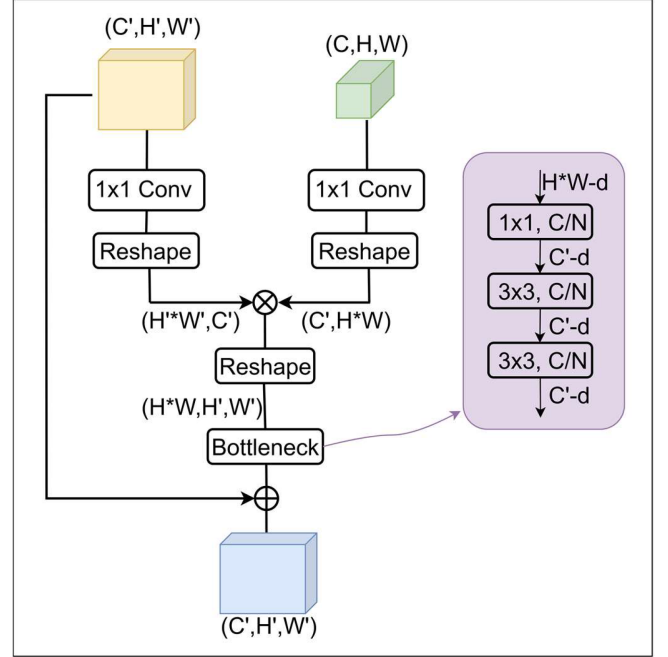 (C',H',W')
(C,H,W)
1x1 Conv
1x1 Conv
Reshape
Reshape
(H'*W',C')
(C',H*W)
Reshape
(H*W,H',W')
Bottleneck
(C',H',W')
H*W-d
1x1, C/N
C'-d
3x3, C/N
C'-d
3x3, C/N
C'-d